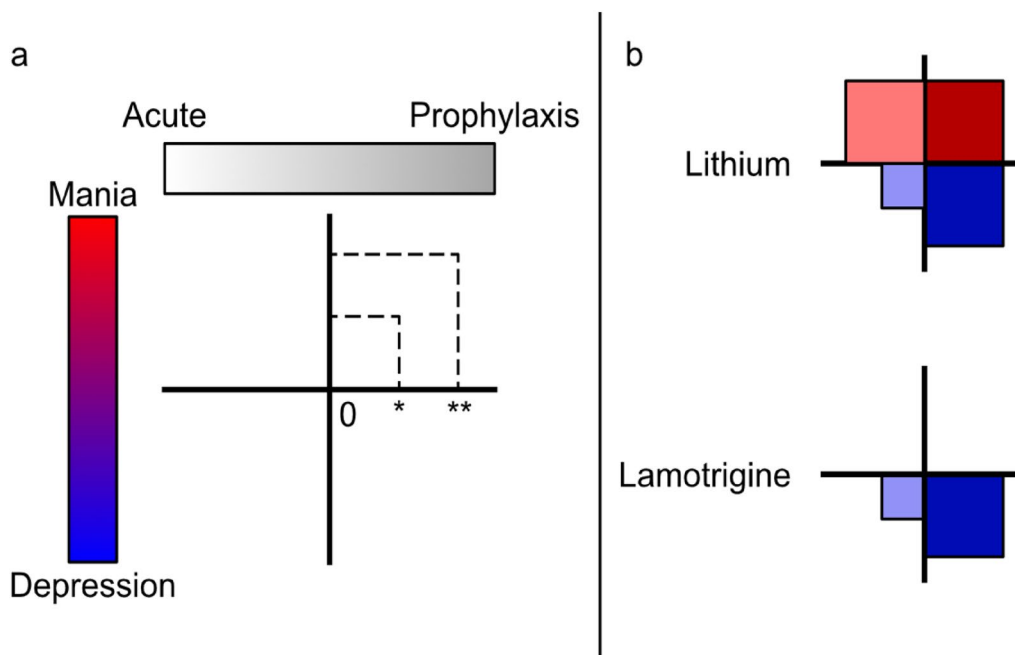 a
Acute Prophylaxis
Mania
0 * **
Depression
b
Lithium
Lamotrigine